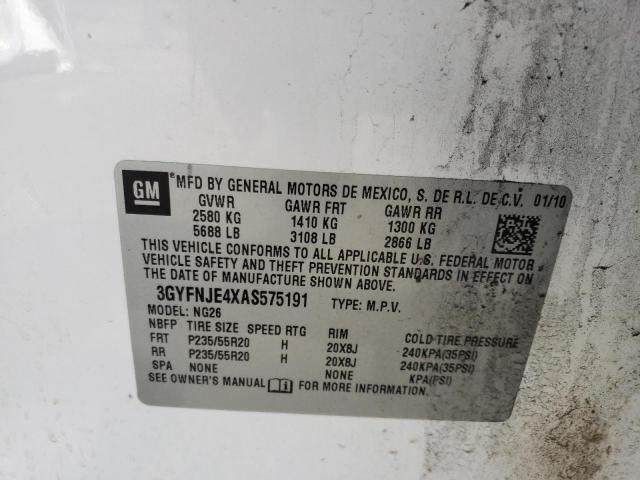 GM ® MFD BY GENERAL MOTORS DE MEXICO, S. DE R.L. DE C.V. 01/10
GVWR GAWR FRT GAWR RR
2580 KG 1410 KG 1300 KG
5688 LB 3108 LB 2866 LB
THIS VEHICLE CONFORMS TO ALL APPLICABLE U.S. FEDERAL MOTOR
VEHICLE SAFETY AND THEFT PREVENTION STANDARDS IN EFFECT ON
THE DATE OF MANUFACTURE SHOWN ABOVE.
3GYFNJE4XAS575191 TYPE: M.P.V.
MODEL: NG26
NBFP TIRE SIZE SPEED RTG RIM COLD TIRE PRESSURE
FRT P235/55R20 H 20X8J 240KPA(35PSI)
RR P235/55R20 H 20X8J 240KPA(35PSI)
SPA NONE NONE KPA(PSI)
SEE OWNER'S MANUAL FOR MORE INFORMATION.